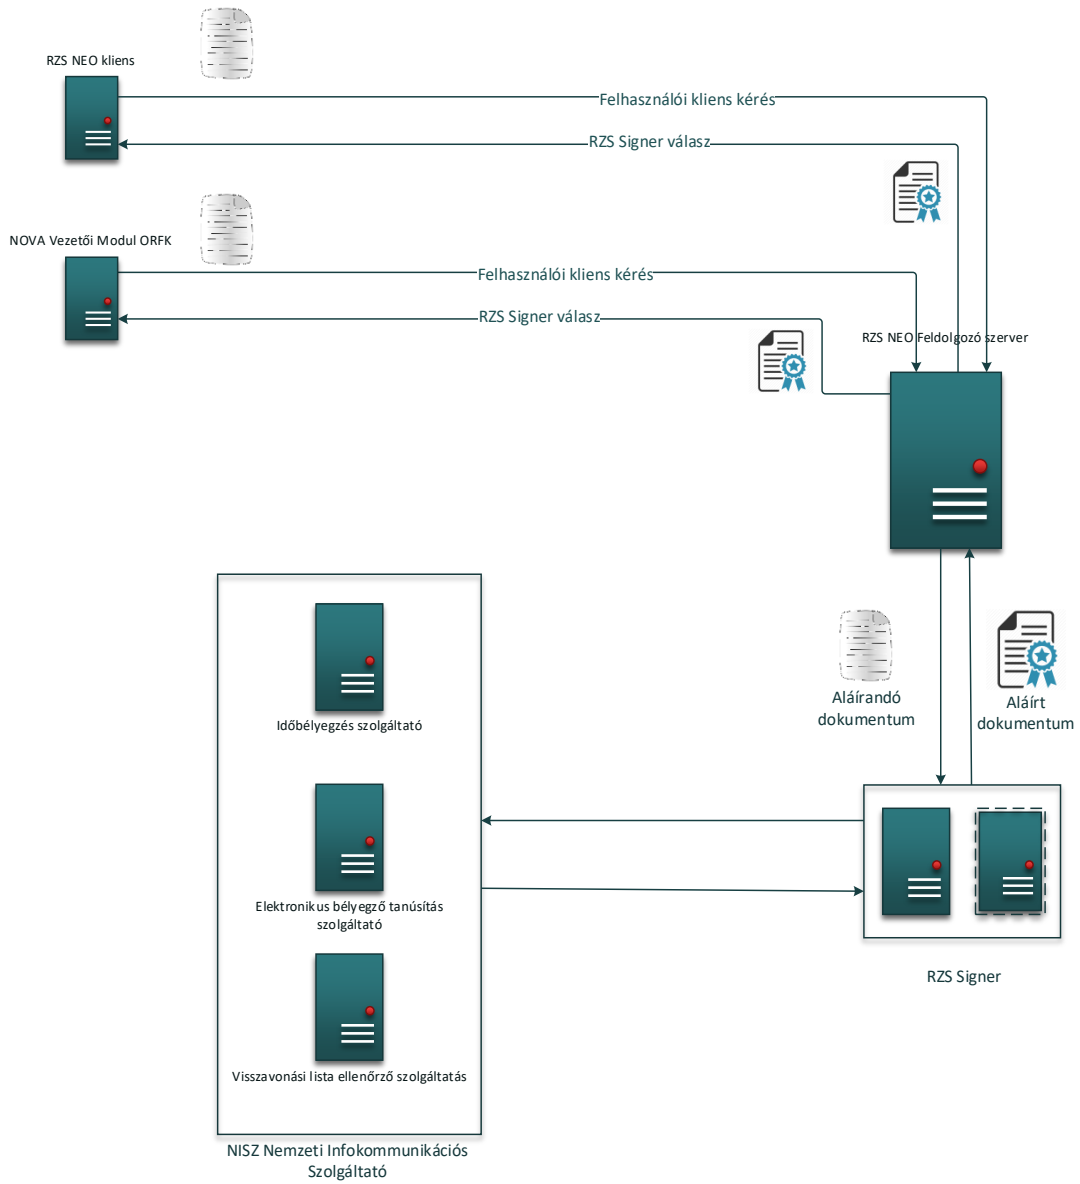 RZS NEO kliens
Felhasználói kliens kérés
RZS Signer válasz
NOVA Vezetői Modul ORFK
Felhasználói kliens kérés
RZS Signer válasz
RZS NEO Feldolgozó szerver
Aláírandó
dokumentum
Aláírt
dokumentum
Időbélyegzés szolgáltató
Elektronikus bélyegző tanúsítás
szolgáltató
RZS Signer
Visszavonási lista ellenőrző szolgáltatás
NISZ Nemzeti Infokommunikációs
Szolgáltató